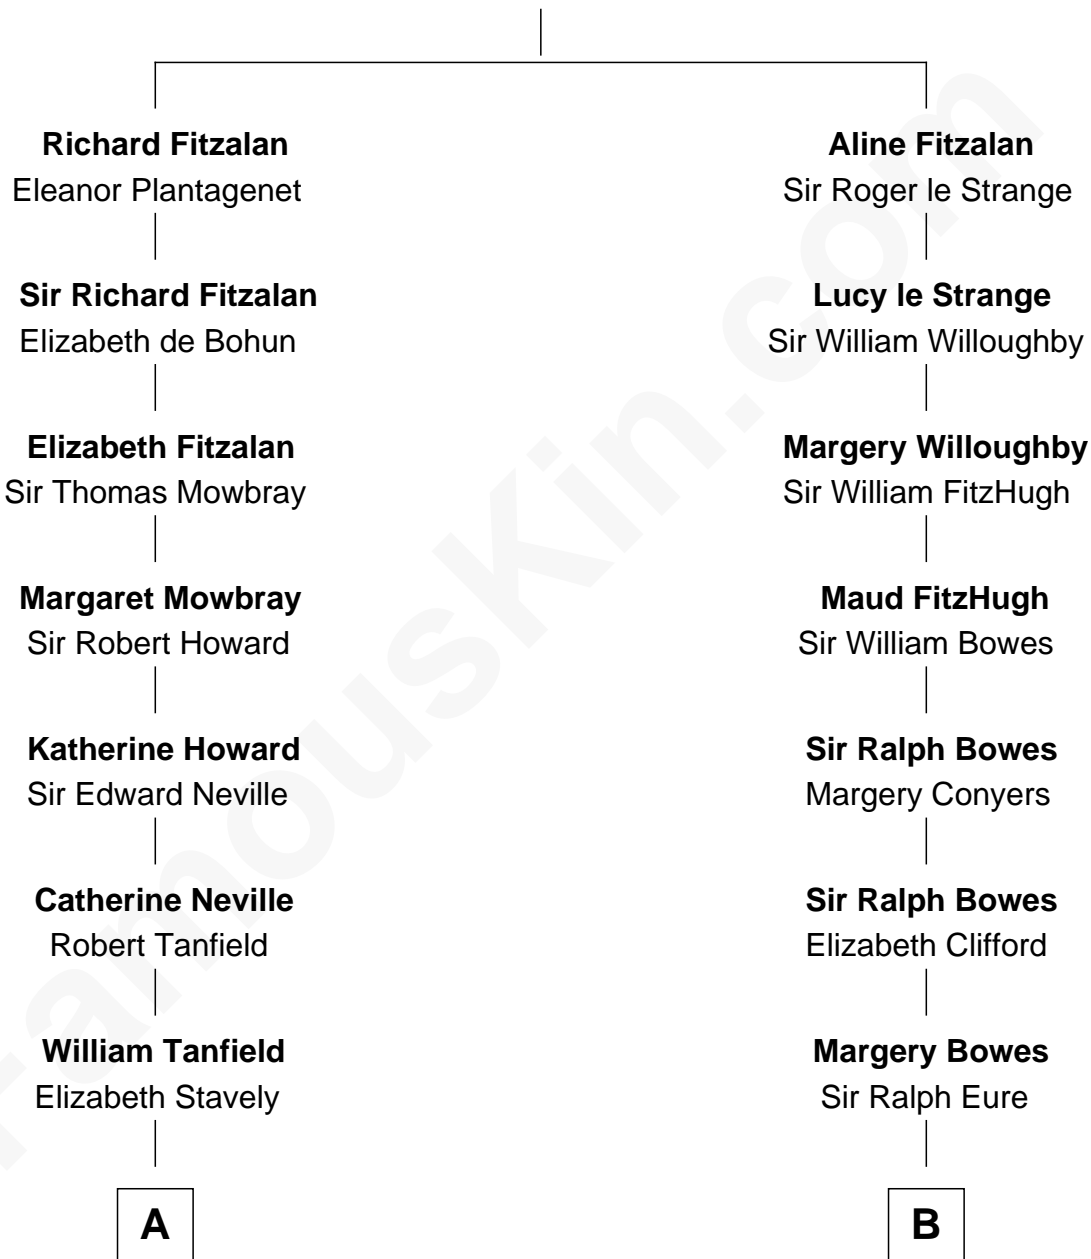 Richard Fitzalan
Eleanor Plantagenet
Sir Richard Fitzalan
Elizabeth de Bohun
Elizabeth Fitzalan
Sir Thomas Mowbray
Margaret Mowbray
Sir Robert Howard
Katherine Howard
Sir Edward Neville
Catherine Neville
Robert Tanfield
William Tanfield
Elizabeth Stavely
A
Aline Fitzalan
Sir Roger le Strange
Lucy le Strange
Sir William Willoughby
Margery Willoughby
Sir William FitzHugh
Maud FitzHugh
Sir William Bowes
Sir Ralph Bowes
Margery Conyers
Sir Ralph Bowes
Elizabeth Clifford
Margery Bowes
Sir Ralph Eure
B
FamousKin.com